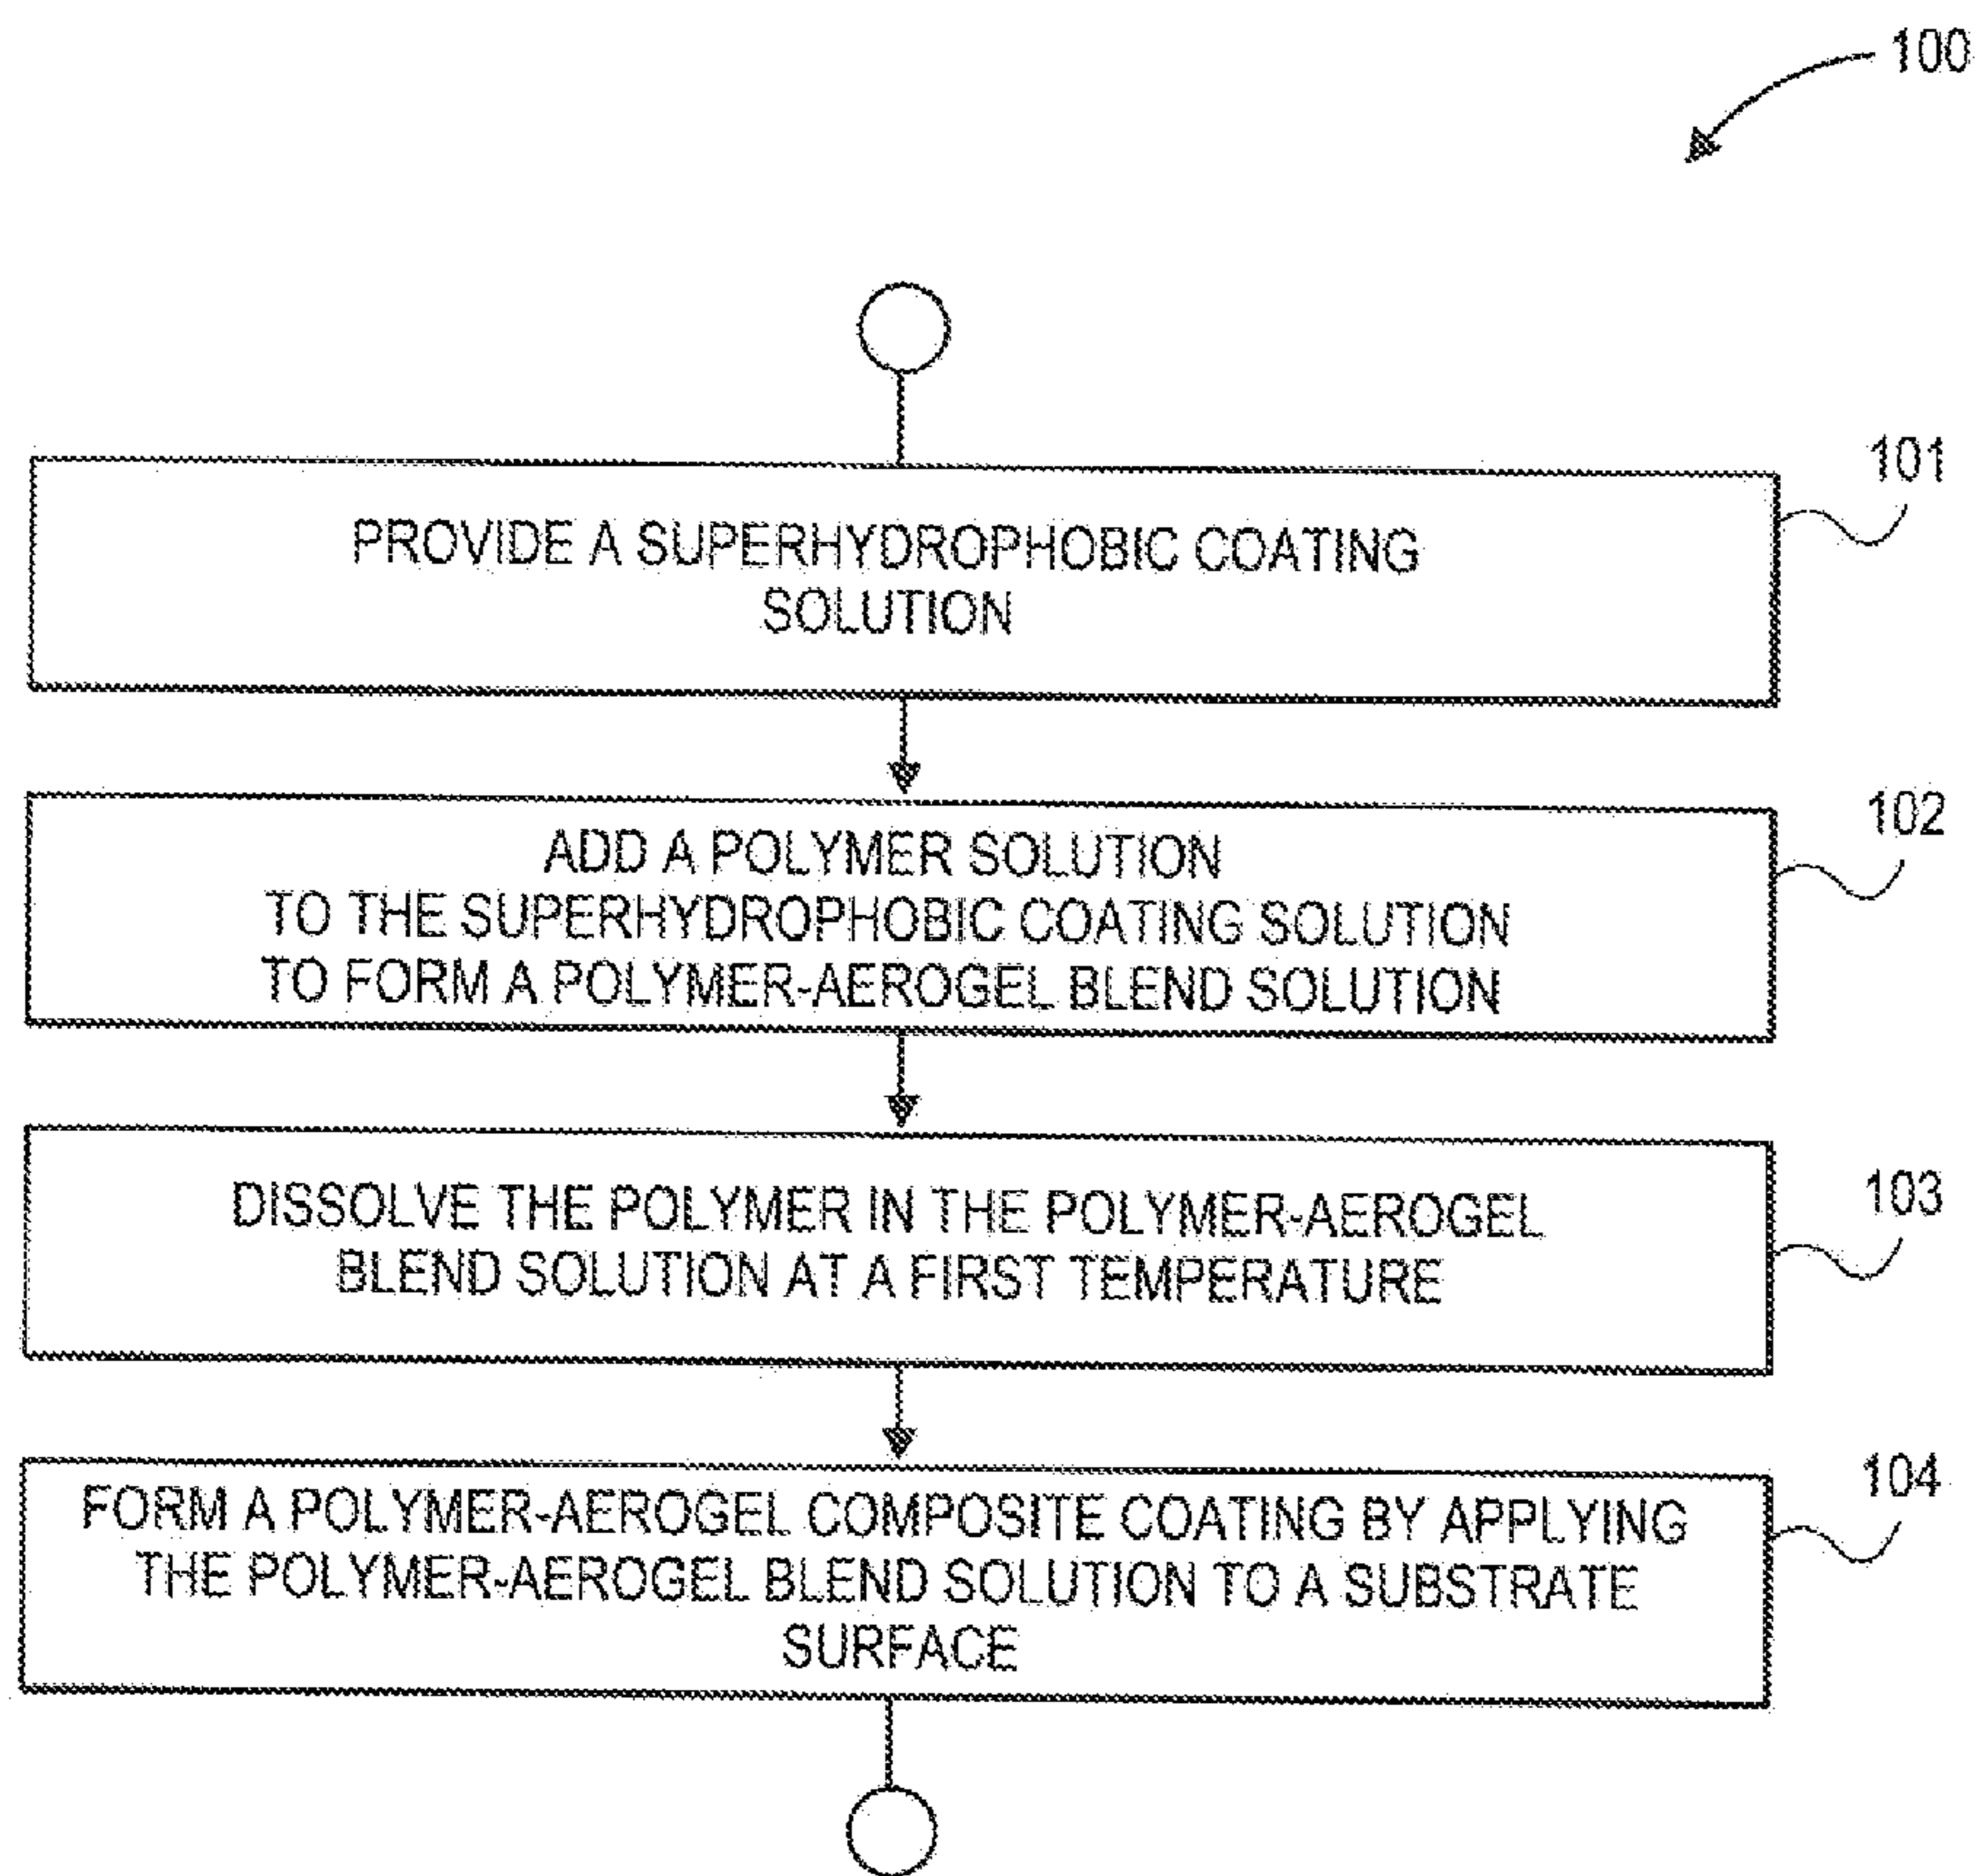 100
101
PROVIDE A SUPERHYDROPHOBIC COATING
SOLUTION
102
ADD A POLYMER SOLUTION
TO THE SUPERHYDROPHOBIC COATING SOLUTION
TO FORM A POLYMER-AEROGEL BLEND SOLUTION
103
DISSOLVE THE POLYMER IN THE POLYMER-AEROGEL
BLEND SOLUTION AT A FIRST TEMPERATURE
104
FORM A POLYMER-AEROGEL COMPOSITE COATING BY APPLYING
THE POLYMER-AEROGEL BLEND SOLUTION TO A SUBSTRATE
SURFACE